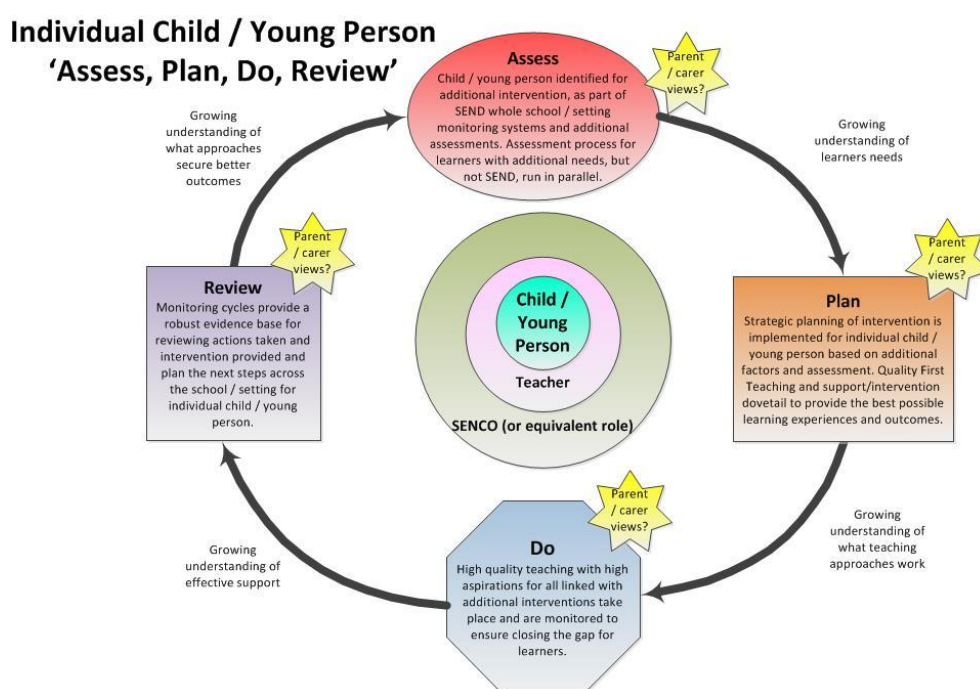 Individual Child / Young Person
‘Assess, Plan, Do, Review’
Assess
Child / young person identified for
additional intervention, as part of
SEND whole school / setting
monitoring systems and additional
assessments. Assessment process for
learners with additional needs, but
not SEND, run in parallel.
Parent
/ carer
views?
Growing
understanding of
learners needs
Parent
/ carer
views?
Plan
Strategic planning of intervention is
implemented for individual child /
young person based on additional
factors and assessment. Quality First
Teaching and support/intervention
dovetail to provide the best possible
learning experiences and outcomes.
Growing
understanding of
what teaching
approaches work
Parent
/ carer
views?
Do
High quality teaching with high
aspirations for all linked with
additional interventions take
place and are monitored to
ensure closing the gap for
learners.
Growing
understanding of
effective support
Parent
/ carer
views?
Review
Monitoring cycles provide a
robust evidence base for
reviewing actions taken and
intervention provided and
plan the next steps across
the school / setting for
individual child / young
person.
Growing
understanding of
what approaches
secure better
outcomes
Child /
Young
Person
Teacher
SENCO (or equivalent role)